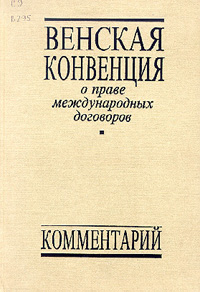 ВЕНСКАЯ
КОНВЕНЦИЯ
о праве
международных
договоров
КОММЕНТАРИЙ